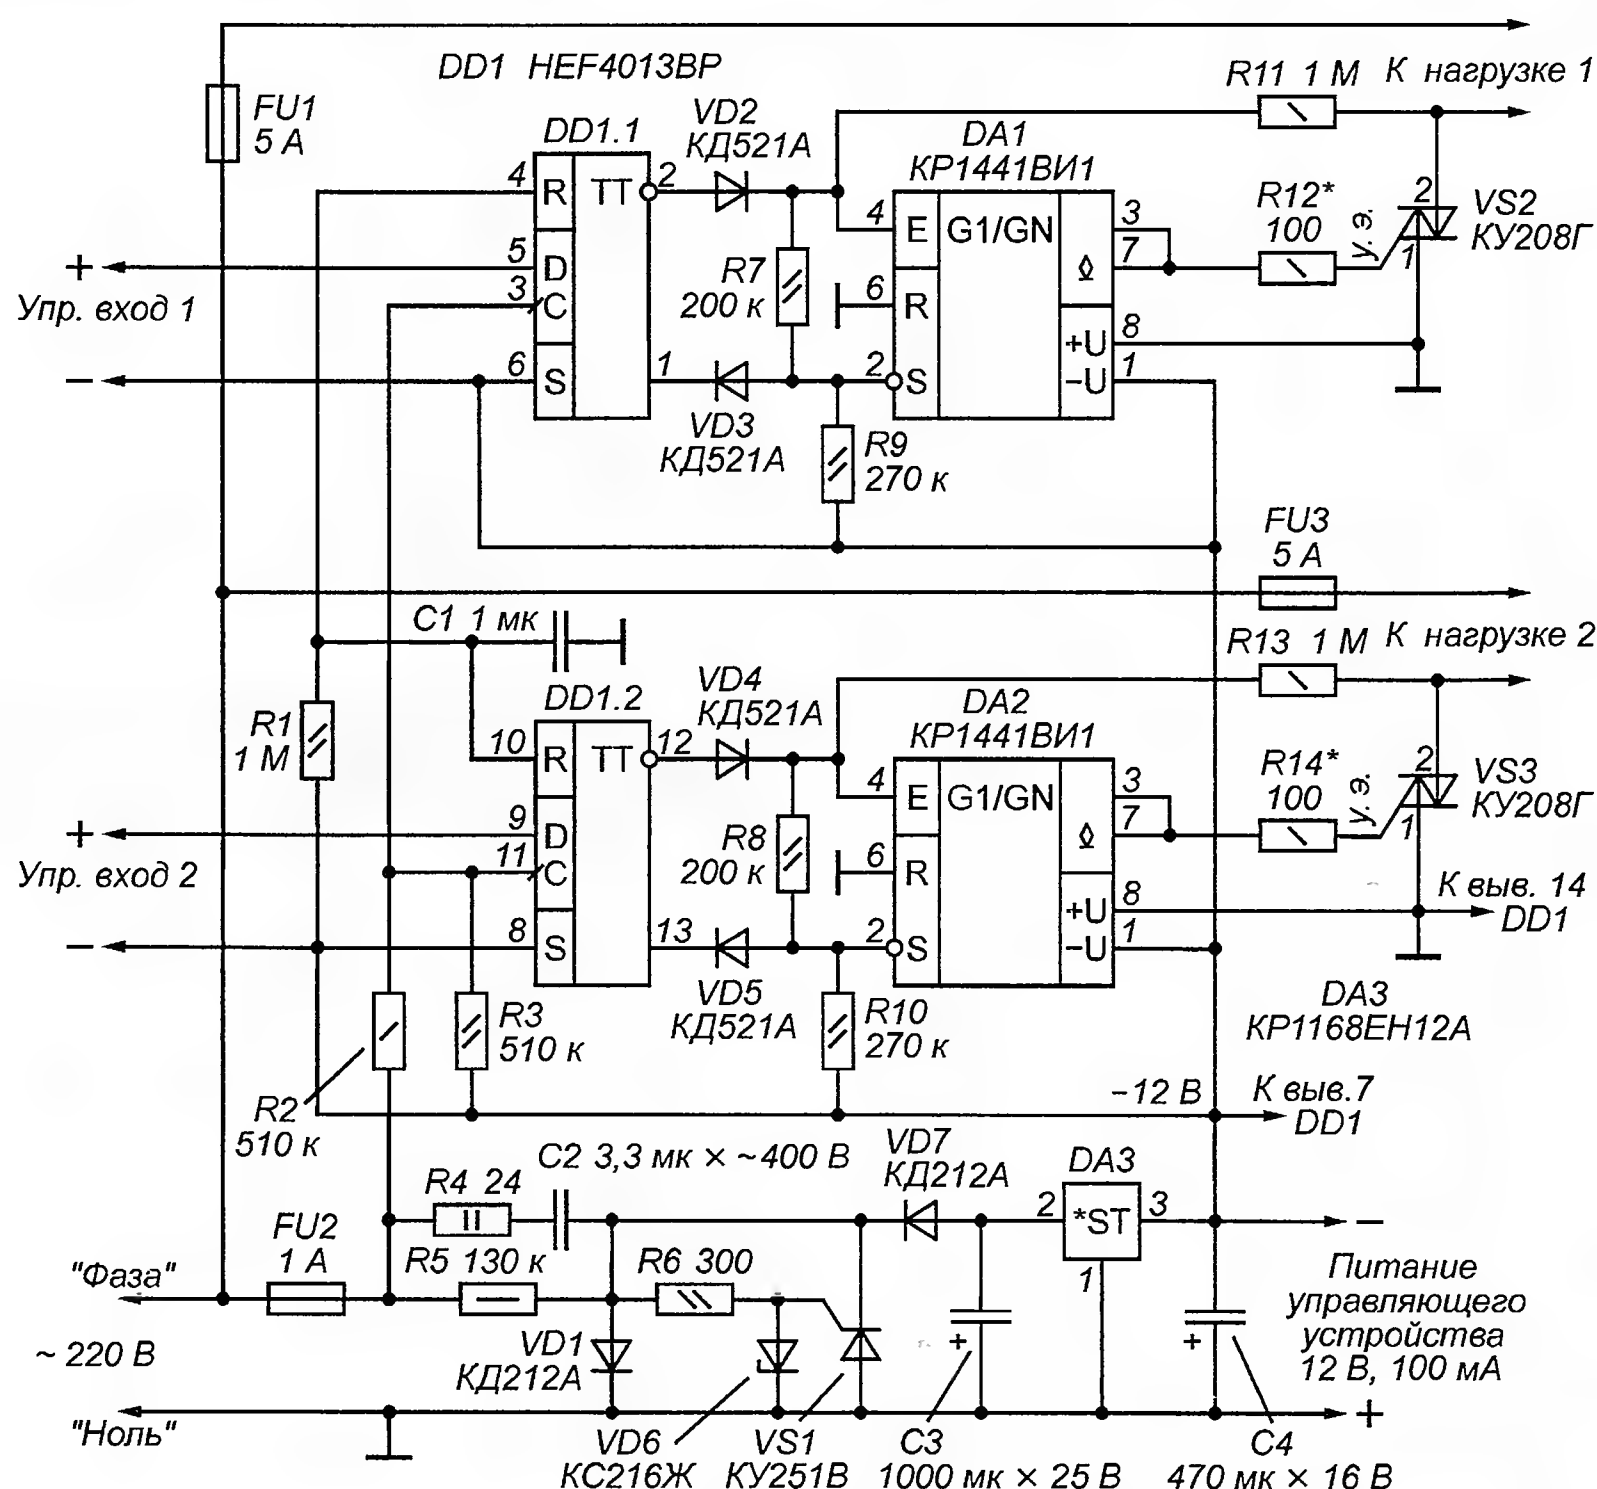 DD1 HEF4013BP
R11 1 М
К нагрузке 1
FU1
5 А
DD1.1
VD2
КД521А
DA1
КР1441ВИ1
4
R
ТТ
2
5
D
3
C
6
S
1
R7
200 к
4
E
G1/GN
6
R
2
S
3
7
8
+U
1
−U
R12*
100
у. э.
2
1
VS2
КУ208Г
+
Упр. вход 1
−
VD3
КД521А
R9
270 к
FU3
5 А
C1 1 мк
R13 1 М
К нагрузке 2
DD1.2
VD4
КД521А
DA2
КР1441ВИ1
R1
1 М
10
R
ТТ
12
9
D
11
C
8
S
13
R8
200 к
4
E
G1/GN
6
R
2
S
3
7
8
+U
1
−U
R14*
100
у. э.
2
1
VS3
КУ208Г
К выв. 14
DD1
+
Упр. вход 2
−
VD5
КД521А
R3
510 к
R10
270 к
DA3
КР1168ЕН12А
R2
510 к
−12 В
К выв.7
DD1
C2 3,3 мк × ~400 В
VD7
КД212А
DA3
R4 24
2
*ST
3
1
−
FU2
1 А
R5 130 к
R6 300
"Фаза"
Питание
управляющего
устройства
12 В, 100 мА
~ 220 В
VD1
КД212А
+
+
"Ноль"
+
VD6
КС216Ж
VS1
КУ251В
C3
1000 мк × 25 В
C4
470 мк × 16 В